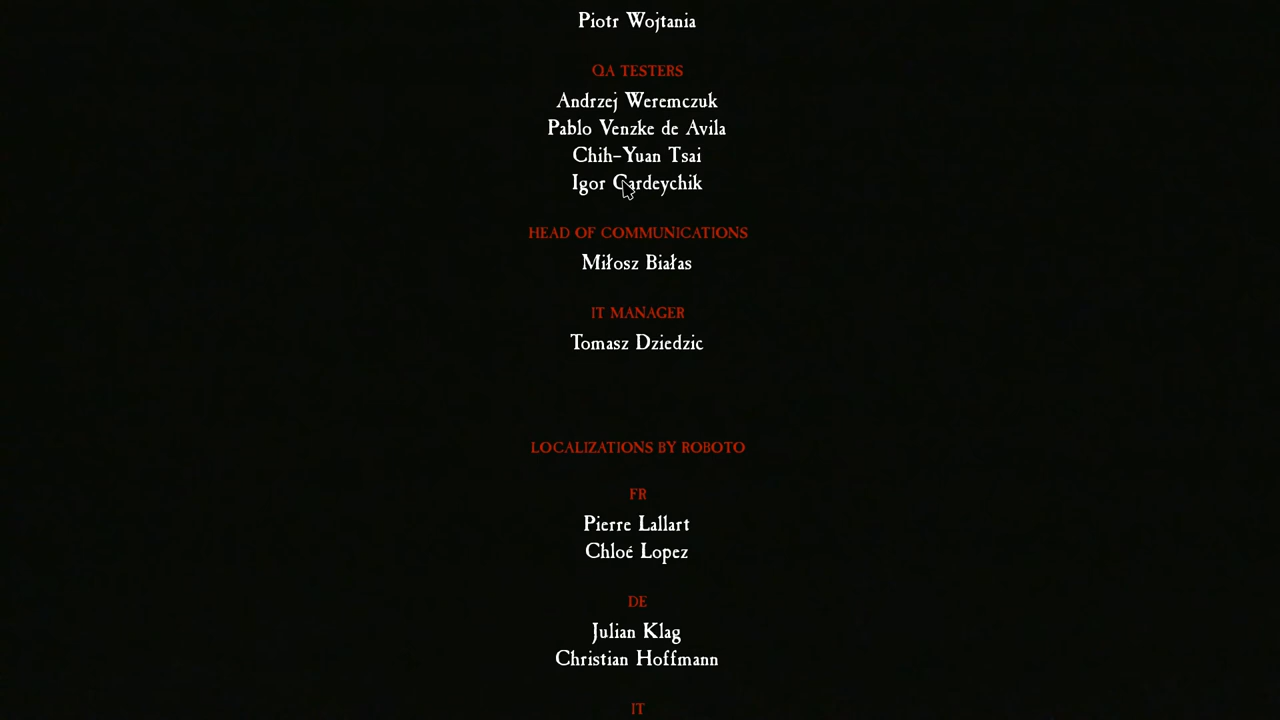 Piotr Wojtania
QA TESTERS
Andrzej Weremczuk
Pablo Venzke de Avila
Chih-Yuan Tsai
Igor Gardeychik
HEAD OF COMMUNICATIONS
Miłosz Białas
IT MANAGER
Tomasz Dziedzic
LOCALIZATIONS BY ROBOTO
FR
Pierre Lallart
Chloé Lopez
DE
Julian Klag
Christian Hoffmann
IT